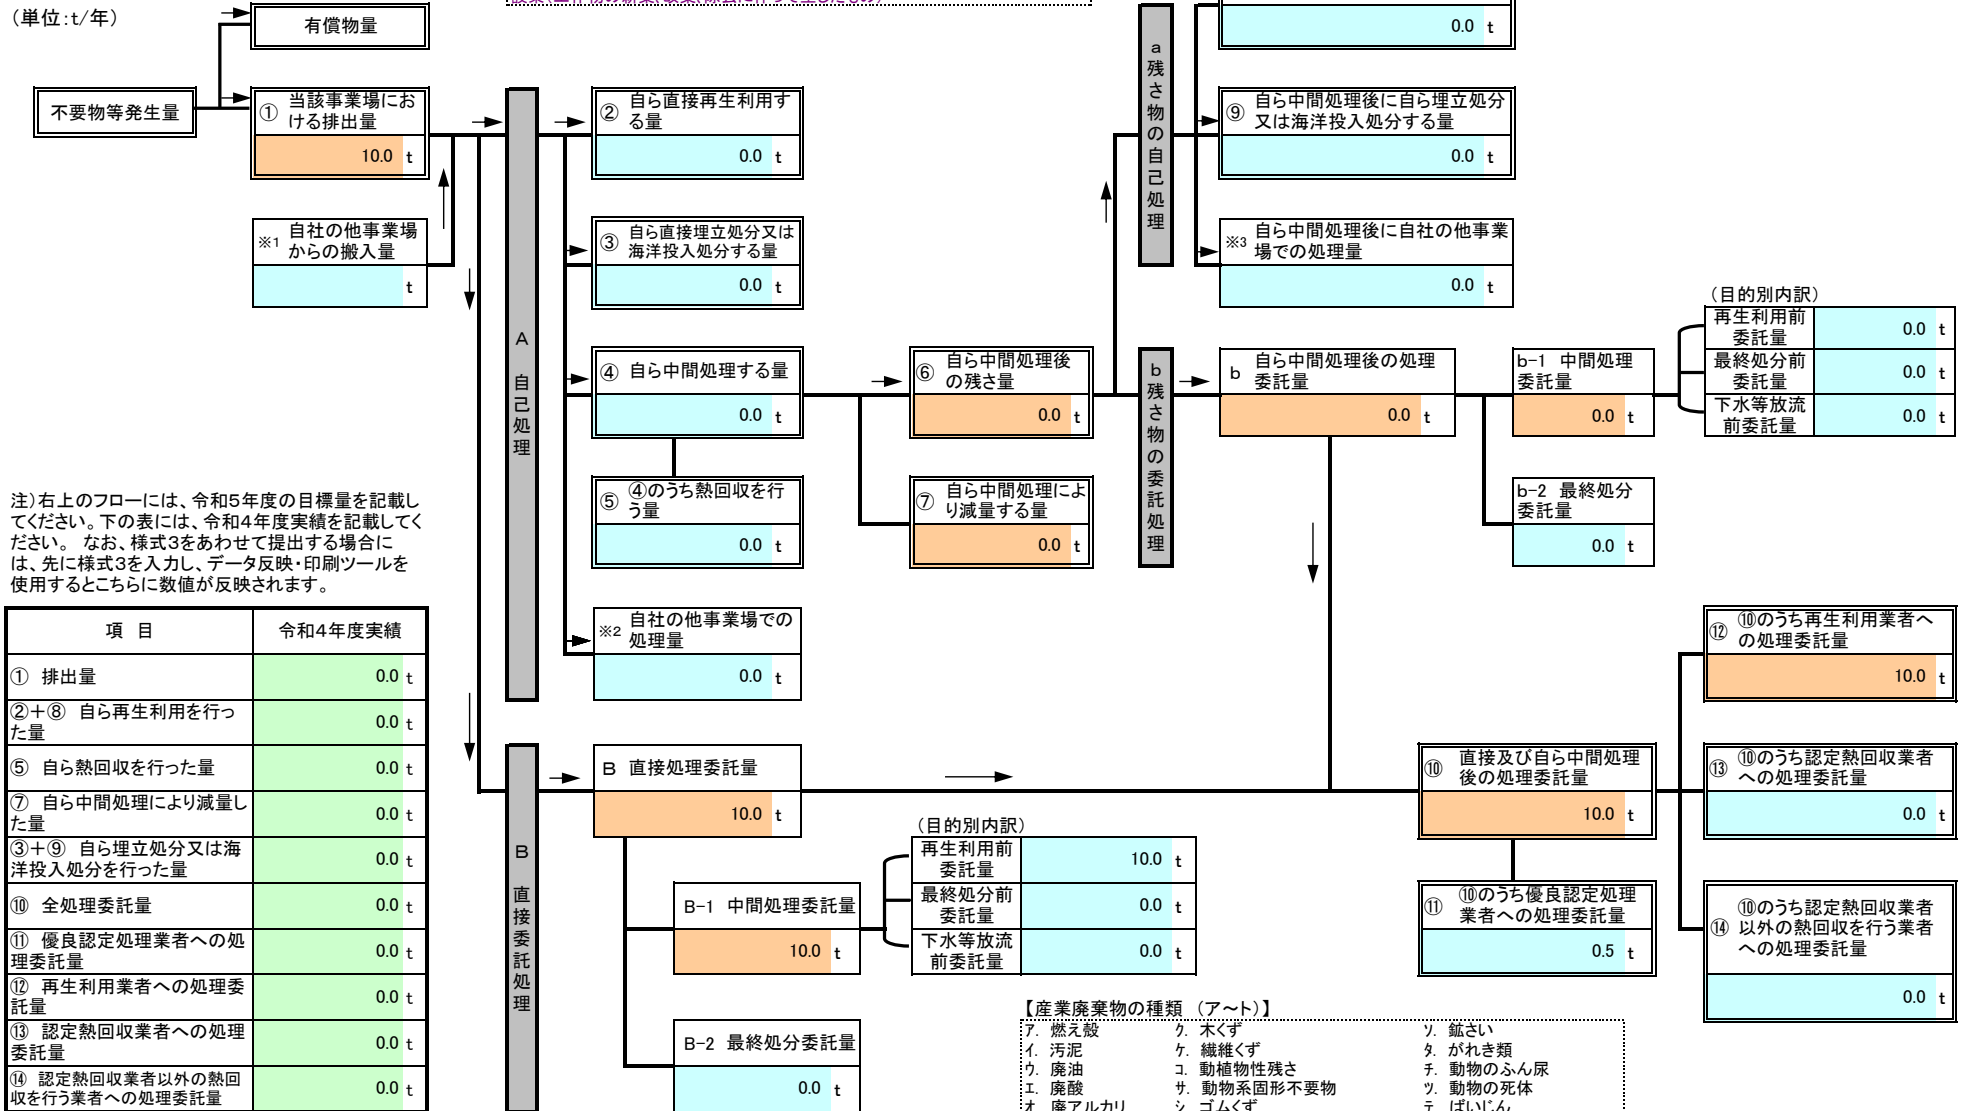 （単位：t/年）
有償物量
不要物等発生量
① 当該事業場にお
ける排出量
10.0 t
※1 自社の他事業場
からの搬入量
t
A 自己処理
② 自ら直接再生利用す
る量
0.0 t
③ 自ら直接埋立処分又は
海洋投入処分する量
0.0 t
④ 自ら中間処理する量
0.0 t
⑤ ④のうち熱回収を行
う量
0.0 t
※2 自社の他事業場での
処理量
0.0 t
⑥ 自ら中間処理後
の残さ量
0.0 t
⑦ 自ら中間処理によ
り減量する量
0.0 t
a 残さ物の自己処理
0.0 t
⑨ 自ら中間処理後に自ら埋立処分
又は海洋投入処分する量
0.0 t
※3 自ら中間処理後に自社の他事業
場での処理量
0.0 t
b 残さ物の委託処理
b 自ら中間処理後の処理
委託量
0.0 t
b-1 中間処理
委託量
0.0 t
（目的別内訳）
再生利用前
委託量
0.0 t
最終処分前
委託量
0.0 t
下水等放流
前委託量
0.0 t
b-2 最終処分
委託量
0.0 t
注）右上のフローには、令和5年度の目標量を記載し
てください。下の表には、令和4年度実績を記載してく
ださい。 なお、様式3をあわせて提出する場合に
は、先に様式3を入力し、データ反映・印刷ツールを
使用するとこちらに数値が反映されます。
項 目 令和4年度実績
① 排出量 0.0 t
②＋⑧ 自ら再生利用を行っ
た量 0.0 t
⑤ 自ら熱回収を行った量 0.0 t
⑦ 自ら中間処理により減量し
た量 0.0 t
③＋⑨ 自ら埋立処分又は海
洋投入処分を行った量 0.0 t
⑩ 全処理委託量 0.0 t
⑪ 優良認定処理業者への処
理委託量 0.0 t
⑫ 再生利用業者への処理委
託量 0.0 t
⑬ 認定熱回収業者への処理
委託量 0.0 t
⑭ 認定熱回収業者以外の熱回
収を行う業者への処理委託量 0.0 t
B 直接委託処理
B 直接処理委託量
10.0 t
B-1 中間処理委託量
10.0 t
（目的別内訳）
再生利用前
委託量
10.0 t
最終処分前
委託量
0.0 t
下水等放流
前委託量
0.0 t
B-2 最終処分委託量
0.0 t
⑩ 直接及び自ら中間処理
後の処理委託量
10.0 t
⑪ ⑩のうち優良認定処理
業者への処理委託量
0.5 t
⑫ ⑩のうち再生利用業者へ
の処理委託量
10.0 t
⑬ ⑩のうち認定熱回収業者
への処理委託量
0.0 t
⑭ ⑩のうち認定熱回収業者
以外の熱回収を行う業者
への処理委託量
0.0 t
【産業廃棄物の種類 （ア～ト）】
ｱ. 燃え殻 ｸ. 木くず ｿ. 鉱さい
ｲ. 汚泥 ｹ. 繊維くず ﾀ. がれき類
ｳ. 廃油 ｺ. 動植物性残さ ﾁ. 動物のふん尿
ｴ. 廃酸 ｻ. 動物系固形不要物 ﾂ. 動物の死体
ｵ. 廃アルカリ ｼ. ゴムくず ﾃ. ばいじん